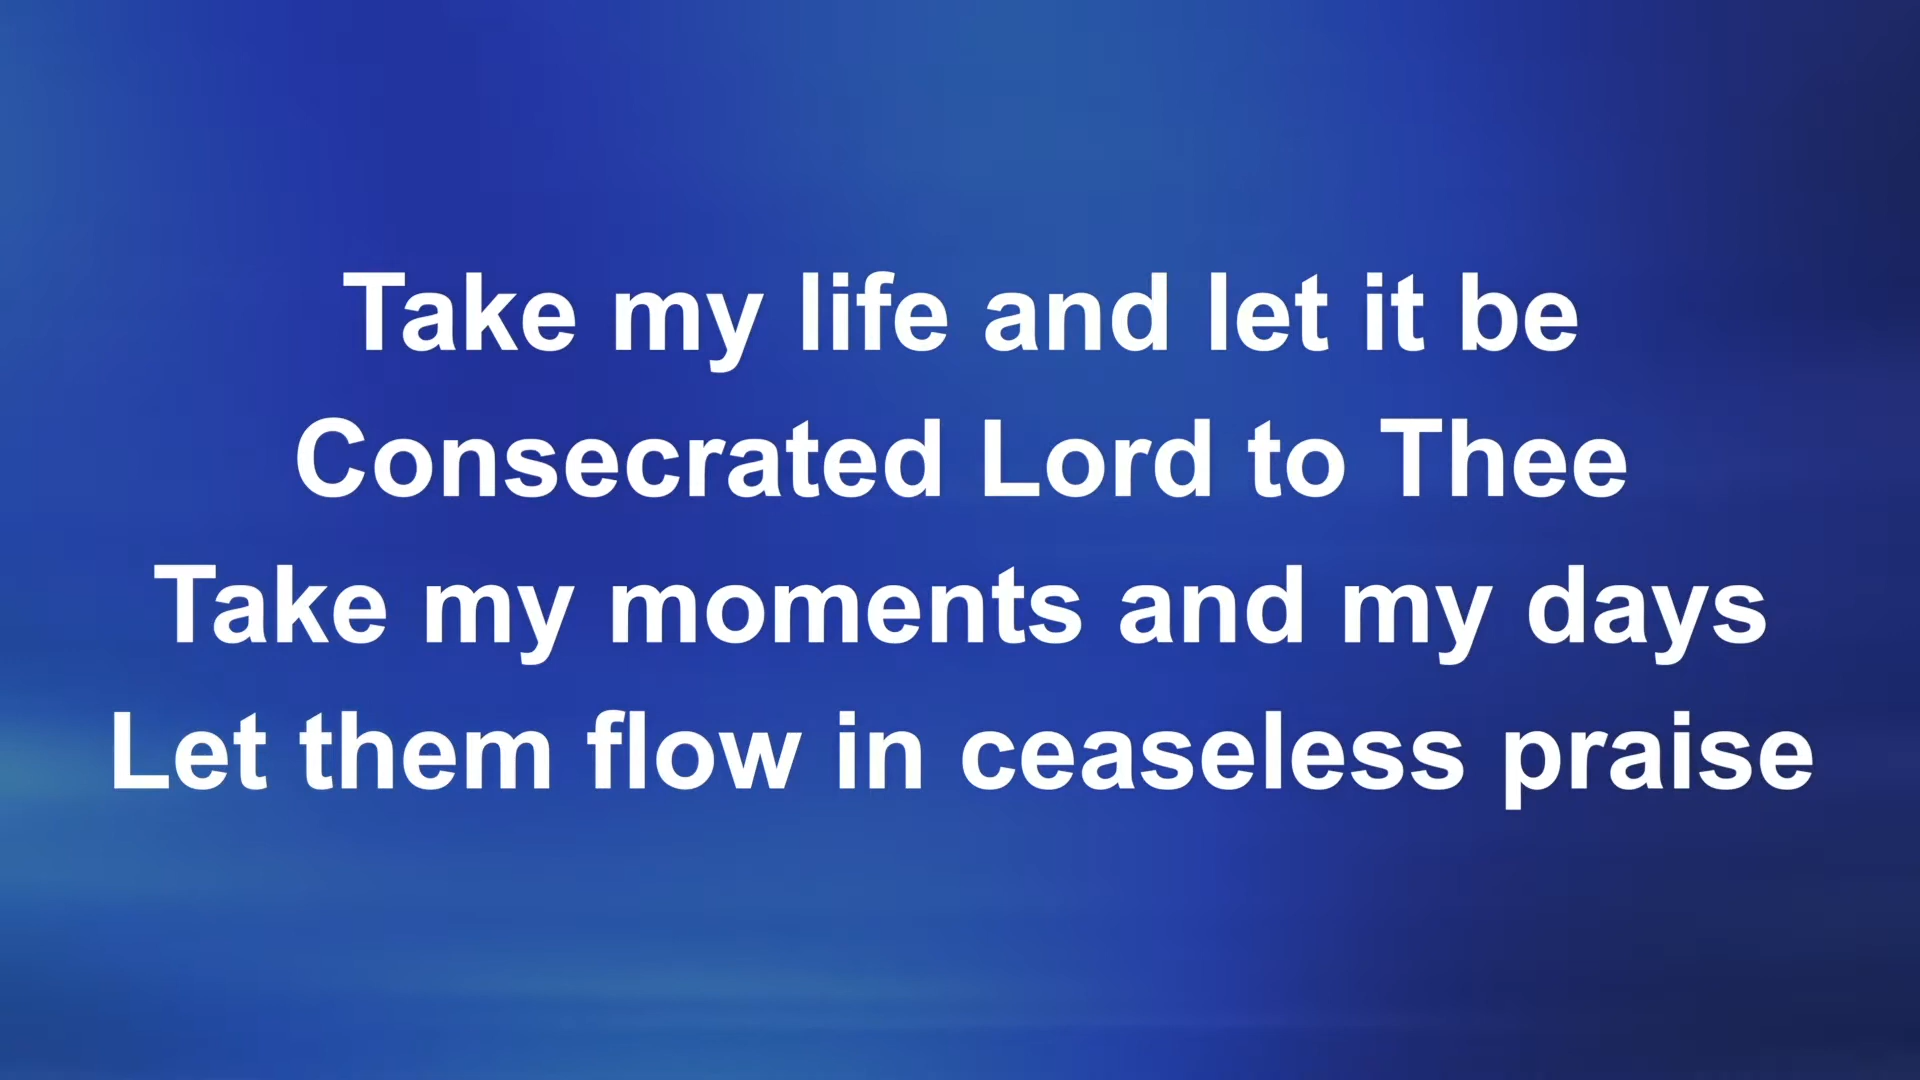 Take my life and let it be
Consecrated Lord to Thee
Take my moments and my days
Let them flow in ceaseless praise